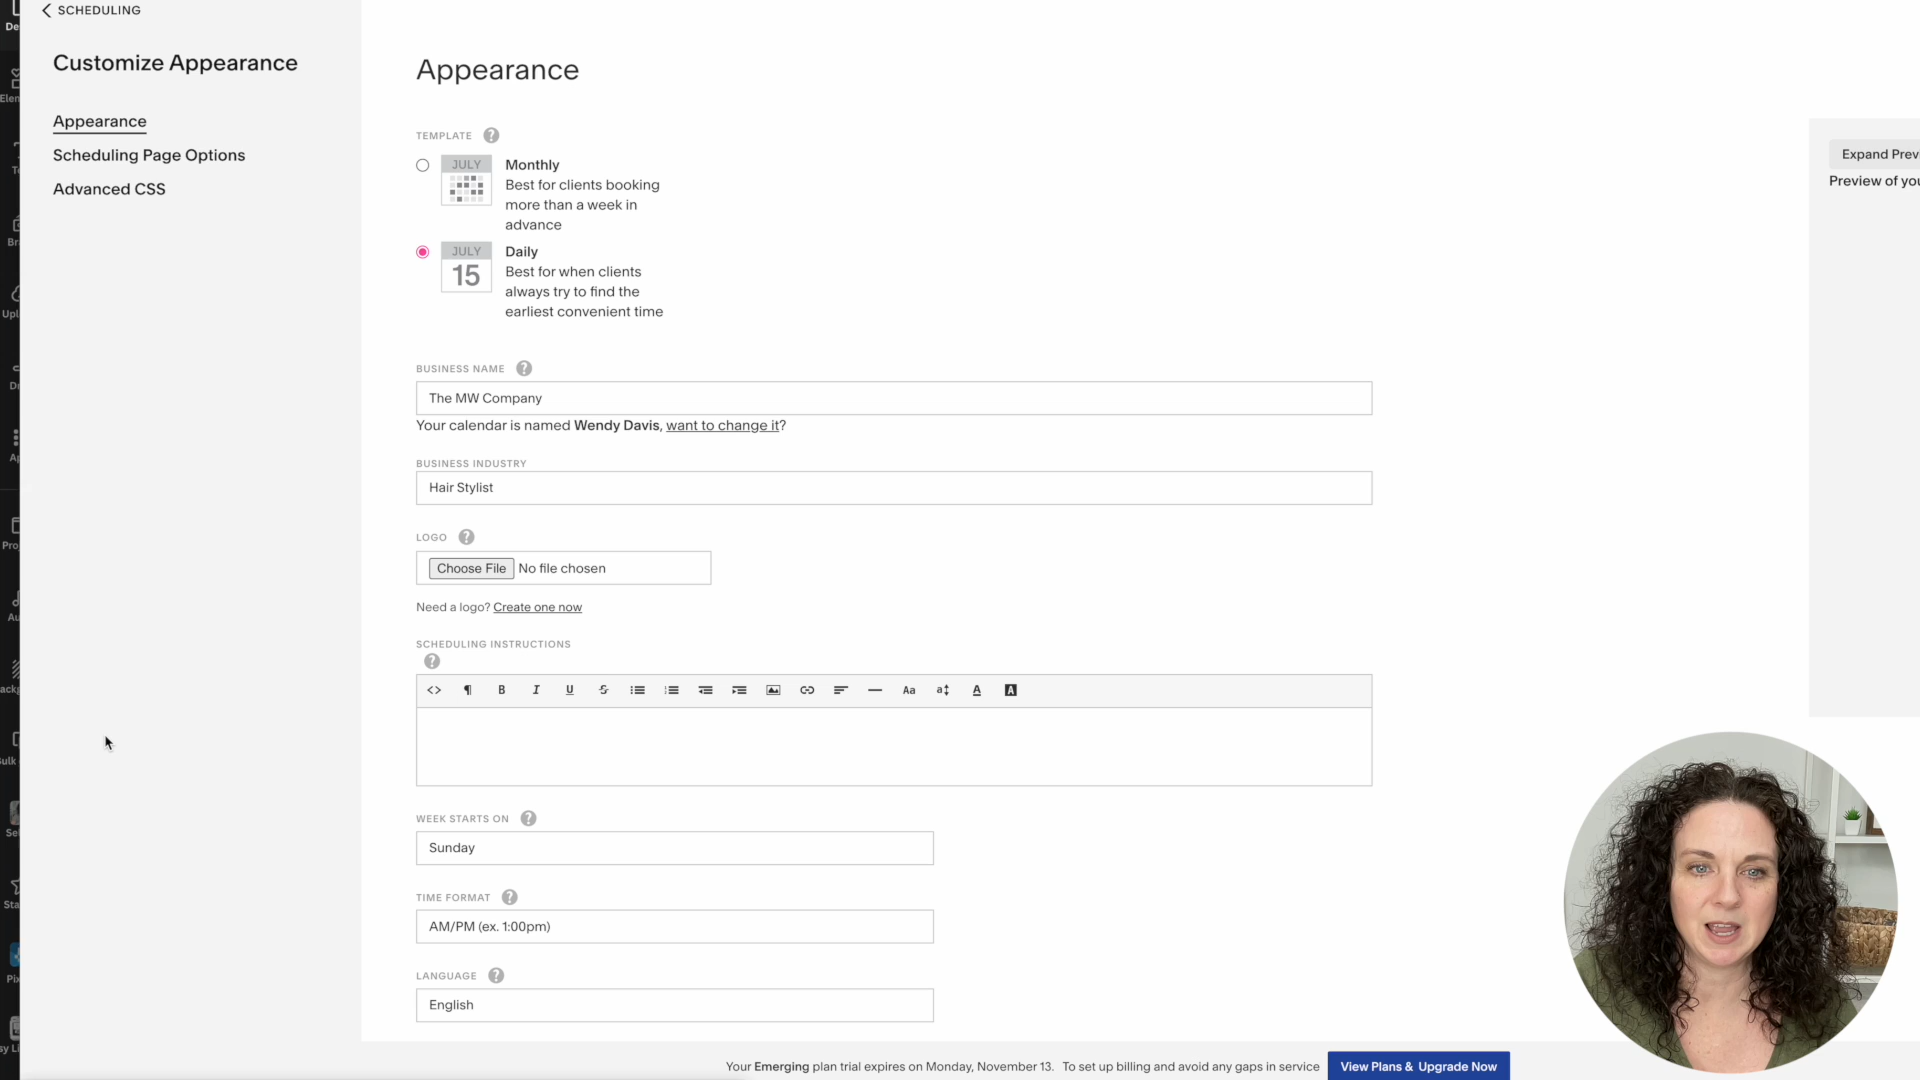 SCHEDULING
Customize Appearance
Appearance
Scheduling Page Options
Advanced CSS
Appearance
TEMPLATE ?
JULY
Monthly
Best for clients booking
more than a week in
advance
JULY
15
Daily
Best for when clients
always try to find the
earliest convenient time
BUSINESS NAME ?
The MW Company
Your calendar is named Wendy Davis, want to change it?
BUSINESS INDUSTRY
Hair Stylist
LOGO ?
Choose File No file chosen
Need a logo? Create one now
SCHEDULING INSTRUCTIONS
?
<> ¶ B I U S Aa a A A
WEEK STARTS ON ?
Sunday
TIME FORMAT ?
AM/PM (ex. 1:00pm)
LANGUAGE ?
English
Expand Prev
Preview of you
Your Emerging plan trial expires on Monday, November 13. To set up billing and avoid any gaps in service
View Plans & Upgrade Now